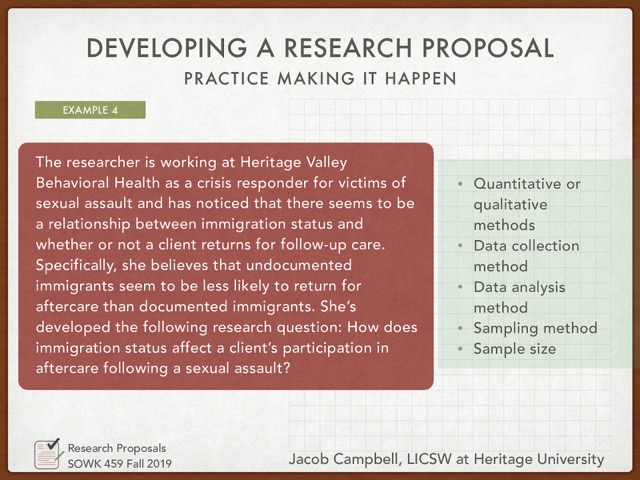 DEVELOPING A RESEARCH PROPOSAL
PRACTICE MAKING IT HAPPEN
EXAMPLE 4
The researcher is working at Heritage Valley
Behavioral Health as a crisis responder for victims of
sexual assault and has noticed that there seems to be
a relationship between immigration status and
whether or not a client returns for follow-up care.
Specifically, she believes that undocumented
immigrants seem to be less likely to return for
aftercare than documented immigrants. She’s
developed the following research question: How does
immigration status affect a client’s participation in
aftercare following a sexual assault?
• Quantitative or
qualitative
methods
• Data collection
method
• Data analysis
method
• Sampling method
• Sample size
Research Proposals
SOWK 459 Fall 2019
Jacob Campbell, LICSW at Heritage University